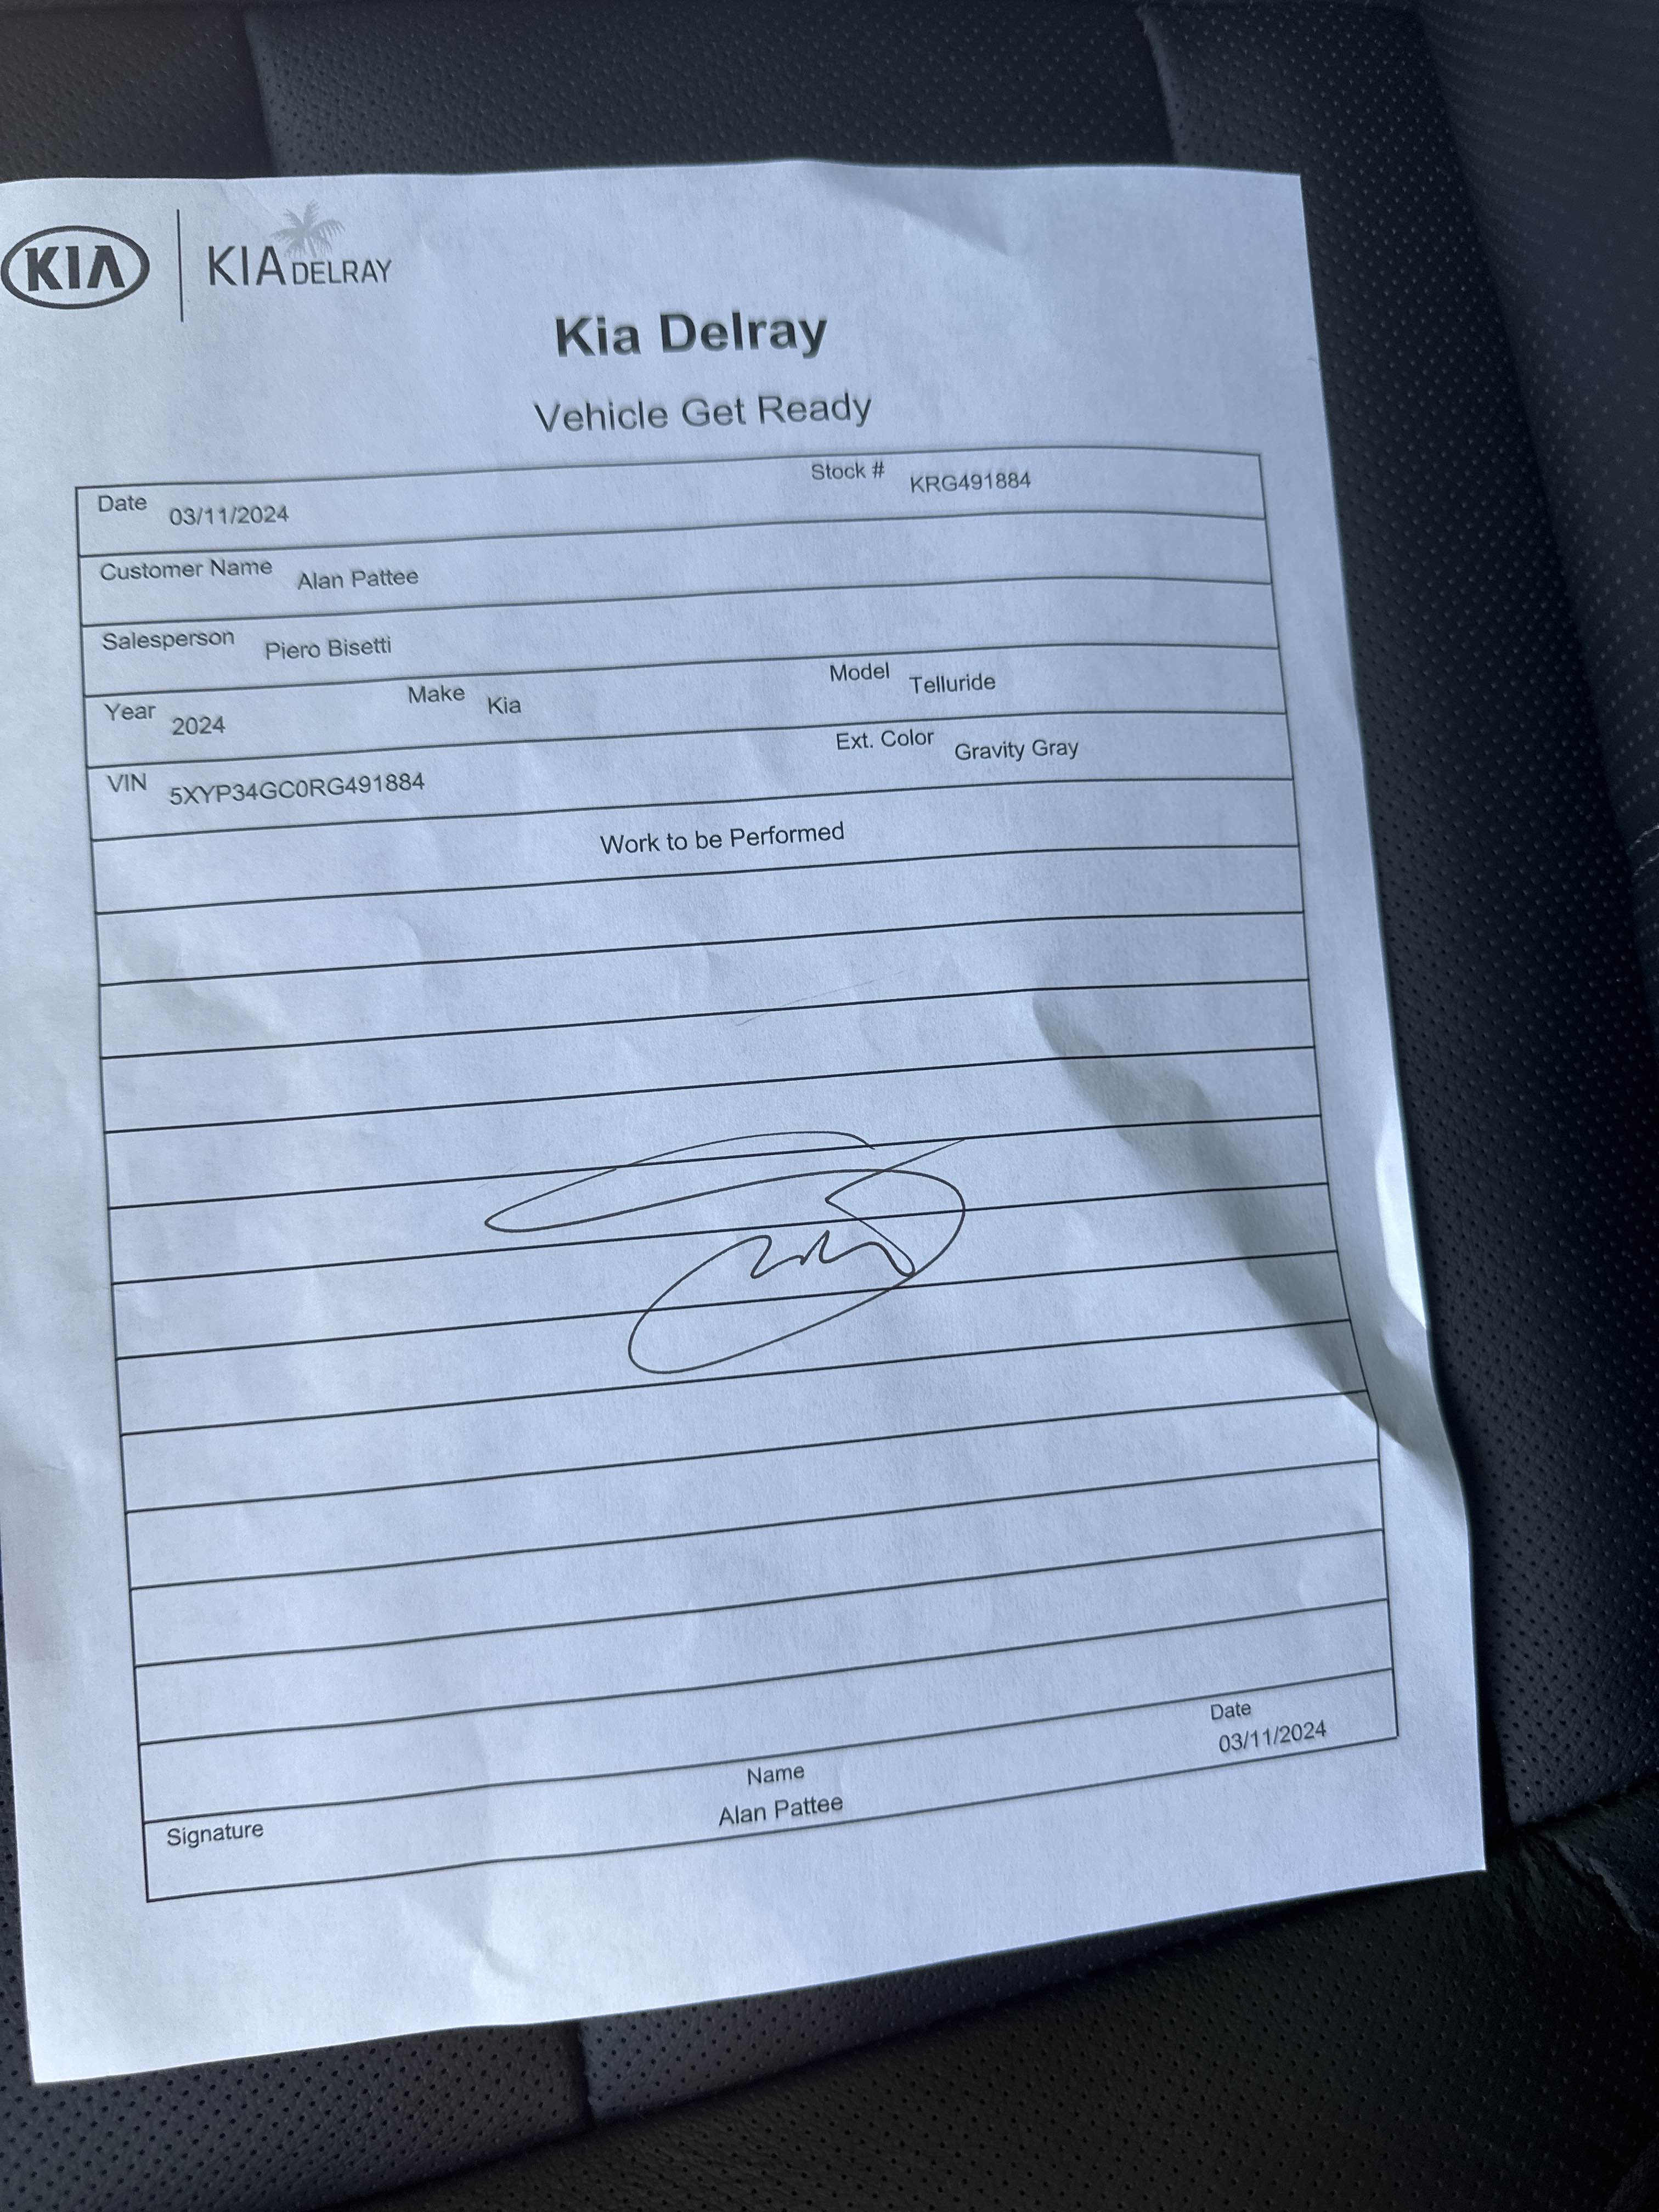 KIA KIA DELRAY
Kia Delray
Vehicle Get Ready
Date 03/11/2024 Stock # KRG491884
Customer Name Alan Pattee
Salesperson Piero Bisetti
Year 2024 Make Kia Model Telluride
VIN 5XYP34GC0RG491884 Ext. Color Gravity Gray
Work to be Performed
Signature Name Date
Alan Pattee 03/11/2024